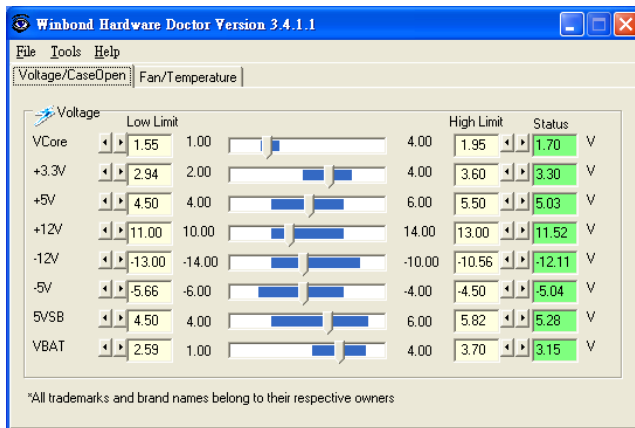 Winbond Hardware Doctor Version 3.4.1.1
File Tools Help
Voltage/CaseOpen Fan/Temperature
Voltage Low Limit High Limit Status
VCore 1.55 1.00 4.00 1.95 1.70 V
+3.3V 2.94 2.00 4.00 3.60 3.30 V
+5V 4.50 4.00 6.00 5.50 5.03 V
+12V 11.00 10.00 14.00 13.00 11.52 V
-12V -13.00 -14.00 -10.00 -10.56 -12.11 V
-5V -5.66 -6.00 -4.00 -4.50 -5.04 V
5VSB 4.50 4.00 6.00 5.82 5.28 V
VBAT 2.59 1.00 4.00 3.70 3.15 V
*All trademarks and brand names belong to their respective owners